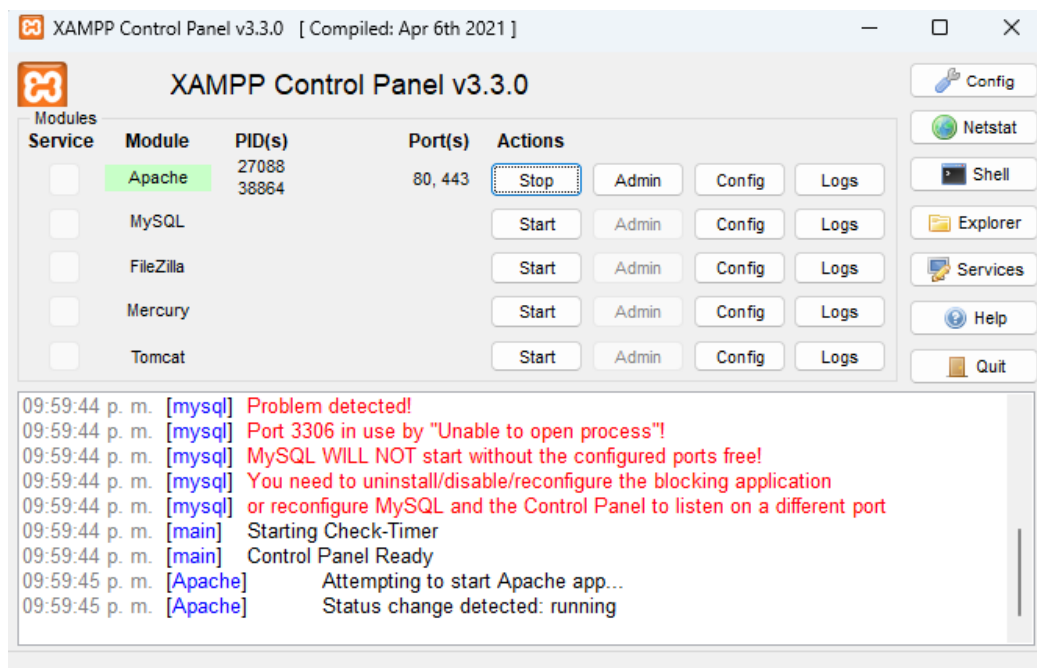 XAMPP Control Panel v3.3.0 [ Compiled: Apr 6th 2021 ]
XAMPP Control Panel v3.3.0
Config
Modules
Netstat
Service Module PID(s) Port(s) Actions
Apache 27088 38864 80, 443 Stop Admin Config Logs
Shell
MySQL Start Admin Config Logs
Explorer
FileZilla Start Admin Config Logs
Services
Mercury Start Admin Config Logs
Help
Tomcat Start Admin Config Logs
Quit
09:59:44 p. m. [mysql] Problem detected!
09:59:44 p. m. [mysql] Port 3306 in use by "Unable to open process"!
09:59:44 p. m. [mysql] MySQL WILL NOT start without the configured ports free!
09:59:44 p. m. [mysql] You need to uninstall/disable/reconfigure the blocking application
09:59:44 p. m. [mysql] or reconfigure MySQL and the Control Panel to listen on a different port
09:59:44 p. m. [main] Starting Check-Timer
09:59:44 p. m. [main] Control Panel Ready
09:59:45 p. m. [Apache] Attempting to start Apache app...
09:59:45 p. m. [Apache] Status change detected: running